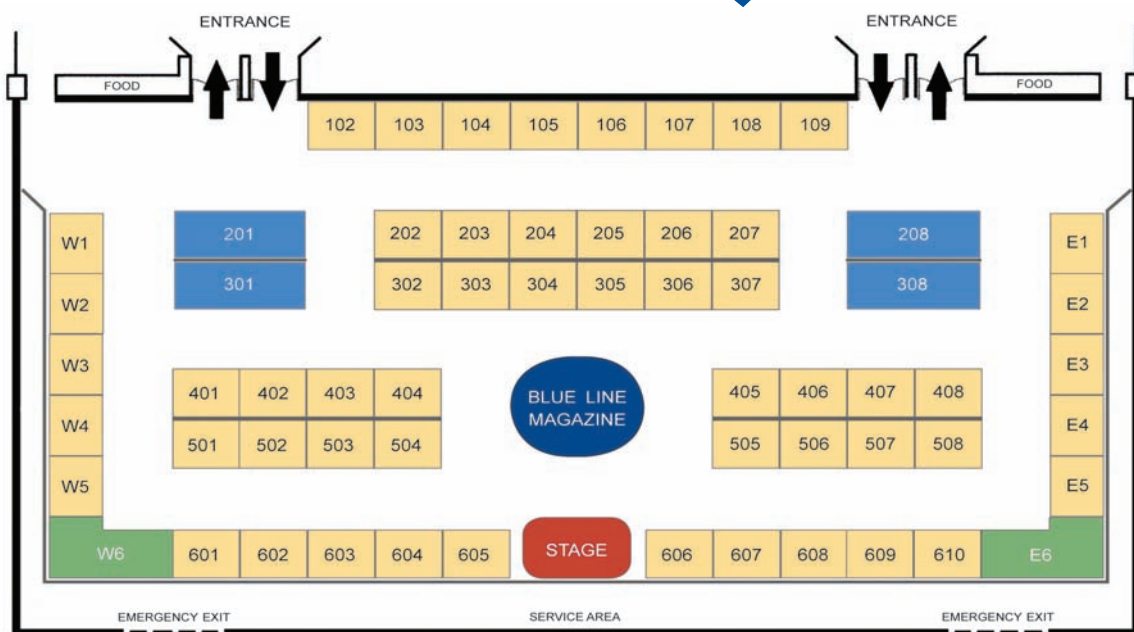 ENTRANCE ENTRANCE
FOOD FOOD
102 103 104 105 106 107 108 109
W1 201 202 203 204 205 206 207 208 E1
W2 301 302 303 304 305 306 307 308 E2
W3 401 402 403 404 BLUE LINE 405 406 407 408 E3
W4 501 502 503 504 MAGAZINE 505 506 507 508 E4
W5 E5
W6 601 602 603 604 605 STAGE 606 607 608 609 610 E6
EMERGENCY EXIT SERVICE AREA EMERGENCY EXIT